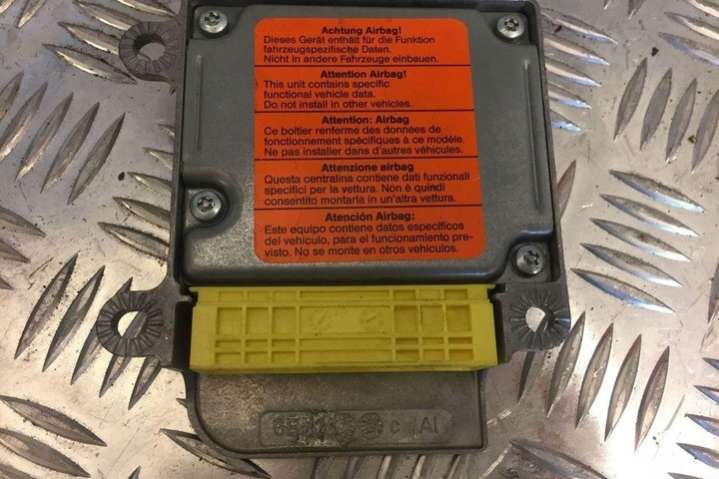 Achtung Airbag!
Dieses Gerät enthält für die Funktion
fahrzeugspezifische Daten.
Nicht in andere Fahrzeuge einbauen.
Attention Airbag!
This unit contains specific
functional vehicle data.
Do not install in other vehicles.
Attention: Airbag
Ce boîtier renferme des données de
fonctionnement spécifiques à ce modèle.
Ne pas installer dans d'autres véhicules.
Attenzione airbag
Questa centralina contiene dati funzionali
specifici per la vettura. Non è quindi
consentito montarla in un'altra vettura.
Atención Airbag:
Este equipo contiene datos específicos
del vehículo, para el funcionamiento pre-
visto. No se monte en otros vehículos.